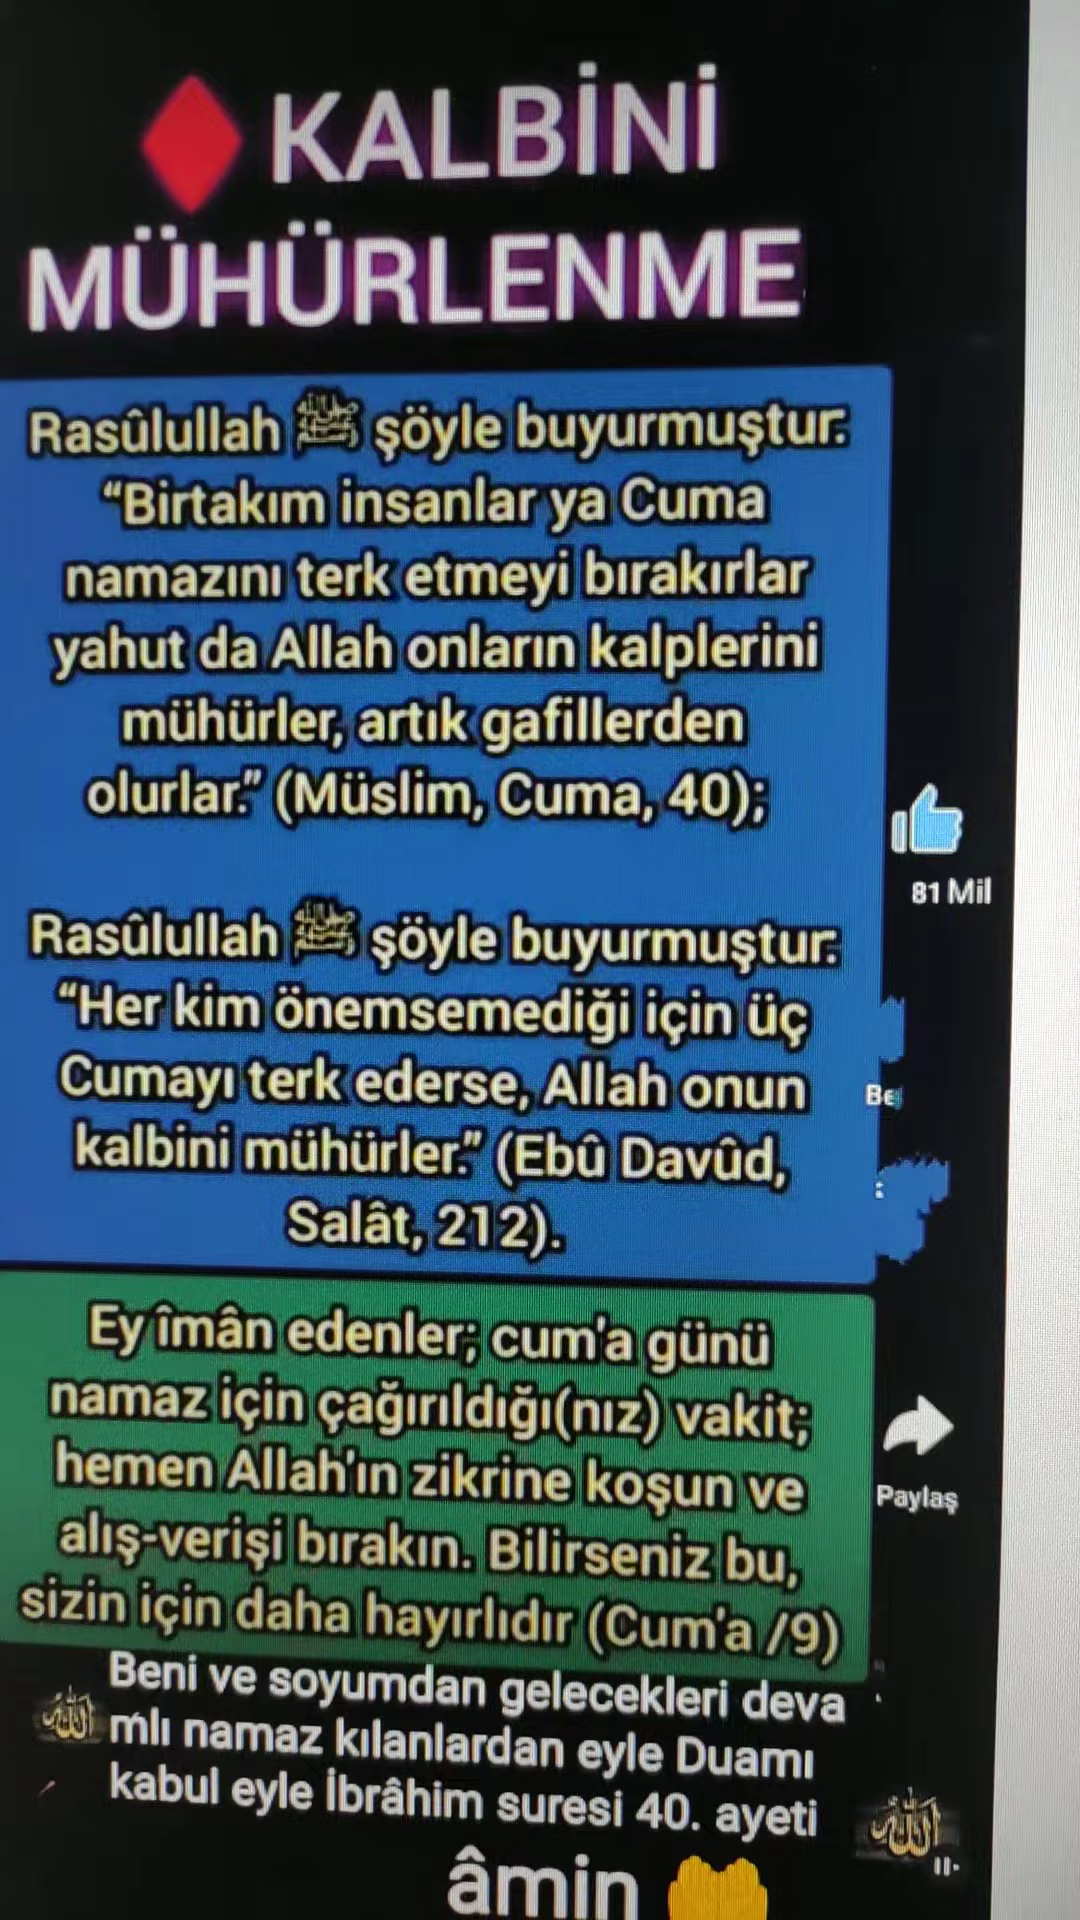 KALBİNİ
MÜHÜRLENME
Rasûlullah ﷺ şöyle buyurmuştur:
“Birtakım insanlar ya Cuma
namazını terk etmeyi bırakırlar
yahut da Allah onların kalplerini
mühürler, artık gafillerden
olurlar.” (Müslim, Cuma, 40);
81 Mil
Rasûlullah ﷺ şöyle buyurmuştur:
“Her kim önemsemediği için üç
Cumayı terk ederse, Allah onun
kalbini mühürler.” (Ebû Davûd,
Salât, 212).
Ey îmân edenler; cum'a günü
namaz için çağırıldığı(nız) vakit;
hemen Allah'ın zikrine koşun ve
alış-verişi bırakın. Bilirseniz bu,
sizin için daha hayırlıdır (Cum'a /9)
Paylaş
Beni ve soyumdan gelecekleri deva
mlı namaz kılanlardan eyle Duamı
kabul eyle İbrâhim suresi 40. ayeti
الله
الله
âmin